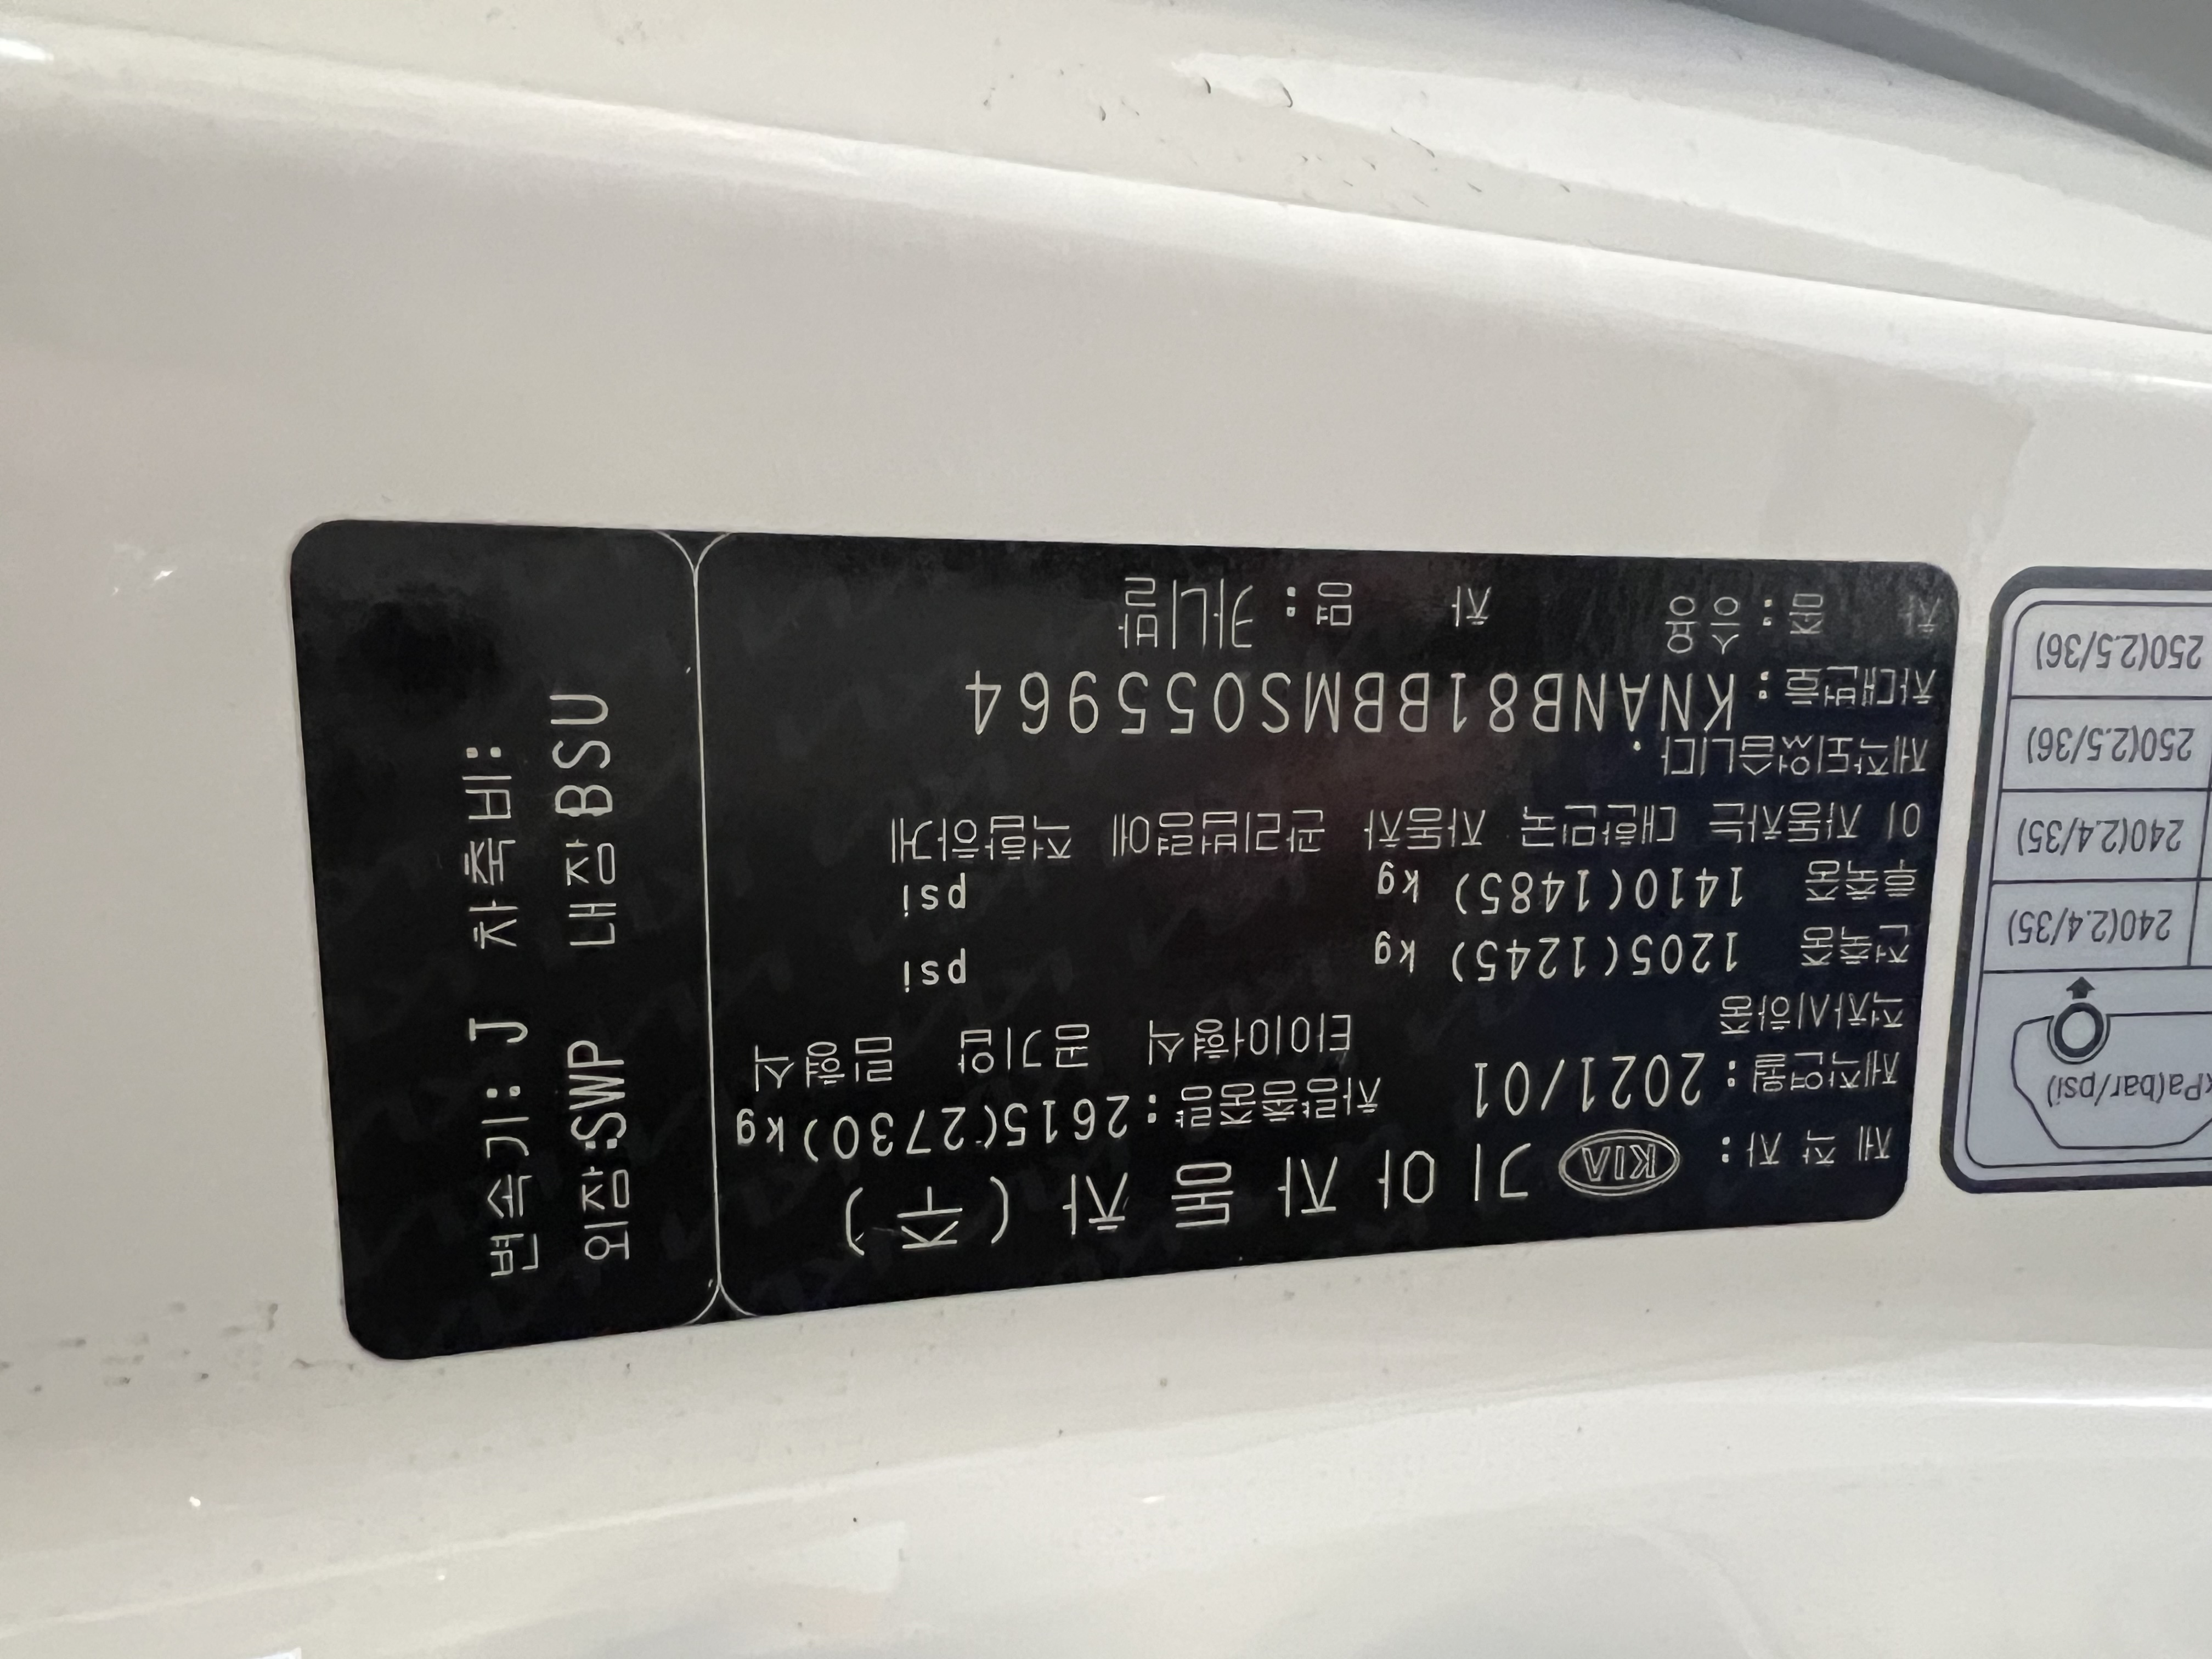 제 작 자: KIA 기 아 자 동 차 (주)
제작연월: 2021/01 차량총중량: 2615(2730)kg
적차시하중 타이어형식 공기압 림형식
전축중 1205(1245) kg psi
후축중 1410(1485) kg psi
이 자동차는 대한민국 자동차 관리법령에 적합하게
제작되었습니다.
차대번호: KNANB81BBMS055964
차 종: 승용 차 명: 카니발
변속기: J 차축비:
외장:SWP 내장:BSU
kPa(bar/psi)
240(2.4/35)
240(2.4/35)
250(2.5/36)
250(2.5/36)